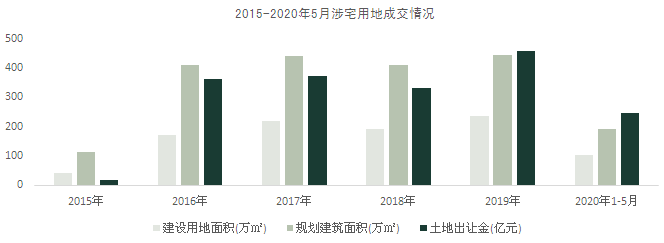 2015-2020年5月涉宅用地成交情况
500
400
300
200
100
0
2015年 2016年 2017年 2018年 2019年 2020年1-5月
建设用地面积(万㎡) 规划建筑面积(万㎡) 土地出让金(亿元)